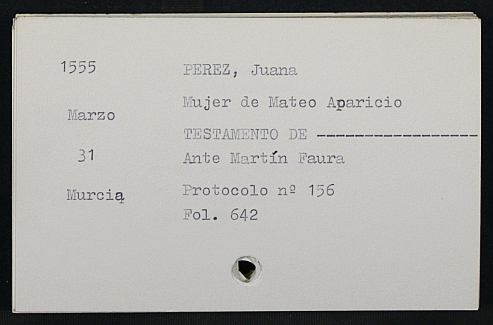 1555 PEREZ, Juana
Mujer de Mateo Aparicio
Marzo
TESTAMENTO DE -------------------
31 Ante Martín Faura
Murcia Protocolo nº 156
Fol. 642